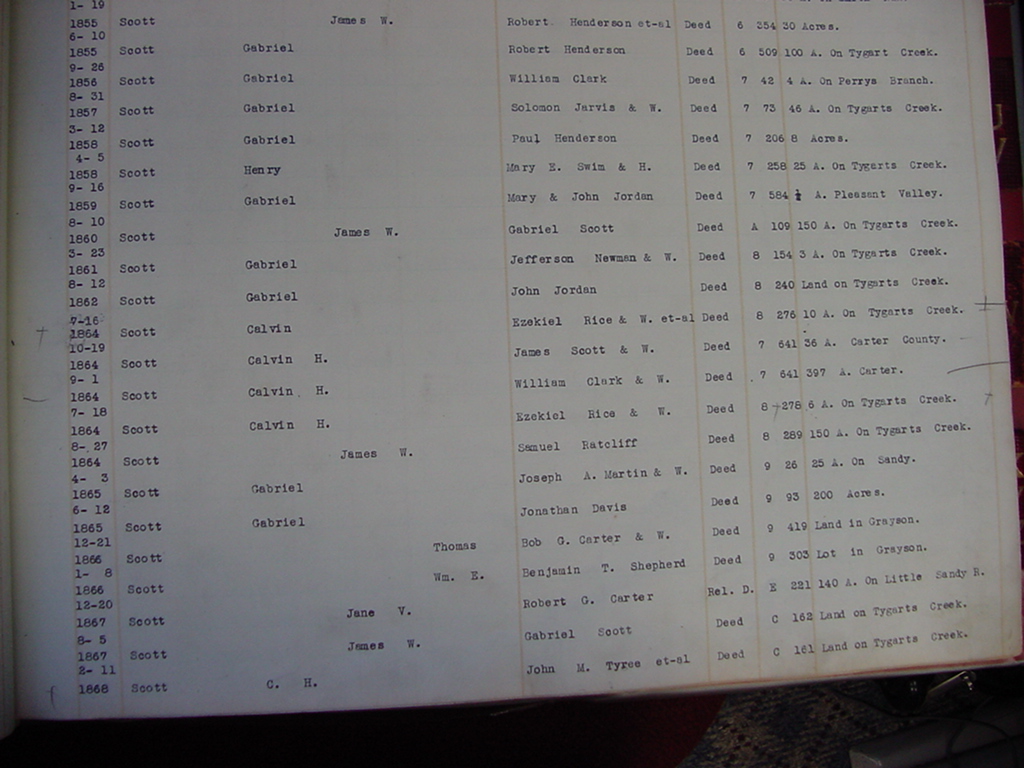 1- 19
1855 Scott James W. Robert Henderson et-al Deed 6 354 30 Acres.
6- 10
1855 Scott Gabriel Robert Henderson Deed 6 509 100 A. On Tygart Creek.
9- 26
1856 Scott Gabriel William Clark Deed 7 42 4 A. On Perrys Branch.
8- 31
1857 Scott Gabriel Solomon Jarvis & W. Deed 7 73 46 A. On Tygarts Creek.
3- 12
1858 Scott Gabriel Paul Henderson Deed 7 206 8 Acres.
4- 5
1858 Scott Henry Mary E. Swim & H. Deed 7 258 25 A. On Tygarts Creek.
9- 16
1859 Scott Gabriel Mary & John Jordan Deed 7 584 A. Pleasant Valley.
8- 10
1860 Scott James W. Gabriel Scott Deed A 109 150 A. On Tygarts Creek.
3- 23
1861 Scott Gabriel Jefferson Newman & W. Deed 8 154 3 A. On Tygarts Creek.
8- 12
1862 Scott Gabriel John Jordan Deed 8 240 Land on Tygarts Creek.
7-16
1864 Scott Calvin Ezekiel Rice & W. et-al Deed 8 276 10 A. On Tygarts Creek.
10-19
1864 Scott Calvin H. James Scott & W. Deed 7 641 36 A. Carter County.
9- 1
1864 Scott Calvin. H. William Clark & W. Deed 7 641 397 A. Carter.
7- 18
1864 Scott Calvin H. Ezekiel Rice & W. Deed 8 278 6 A. On Tygarts Creek.
8- 27
1864 Scott James W. Samuel Ratcliff Deed 8 289 150 A. On Tygarts Creek.
4- 3
1865 Scott Gabriel Joseph A. Martin & W. Deed 9 26 25 A. On Sandy.
6- 12
1865 Scott Gabriel Jonathan Davis Deed 9 93 200 Acres.
12-21
1866 Scott Thomas Bob G. Carter & W. Deed 9 419 Land in Grayson.
1- 8
1866 Scott Wm. E. Benjamin T. Shepherd Deed 9 303 Lot in Grayson.
12-20
1867 Scott Jane V. Robert G. Carter Rel. D. E 221 140 A. On Little Sandy R.
8- 5
1867 Scott James W. Gabriel Scott Deed C 162 Land on Tygarts Creek.
2- 11
1868 Scott C. H. John M. Tyree et-al Deed C 161 Land on Tygarts Creek.